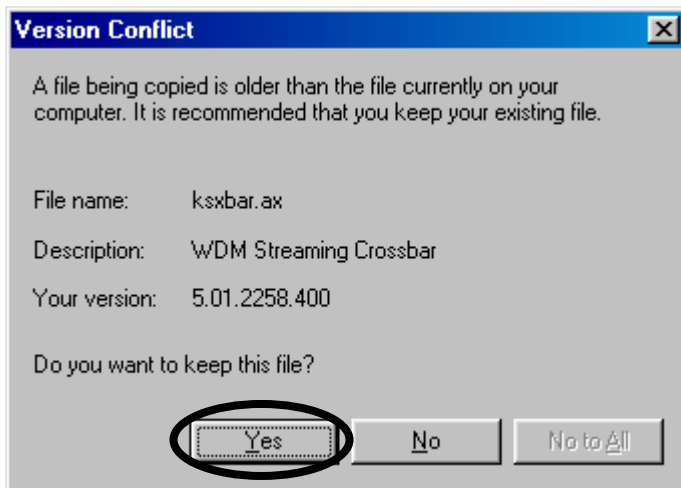 Version Conflict
A file being copied is older than the file currently on your
computer. It is recommended that you keep your existing file.
File name: ksxbar.ax
Description: WDM Streaming Crossbar
Your version: 5.01.2258.400
Do you want to keep this file?
Yes No No to All